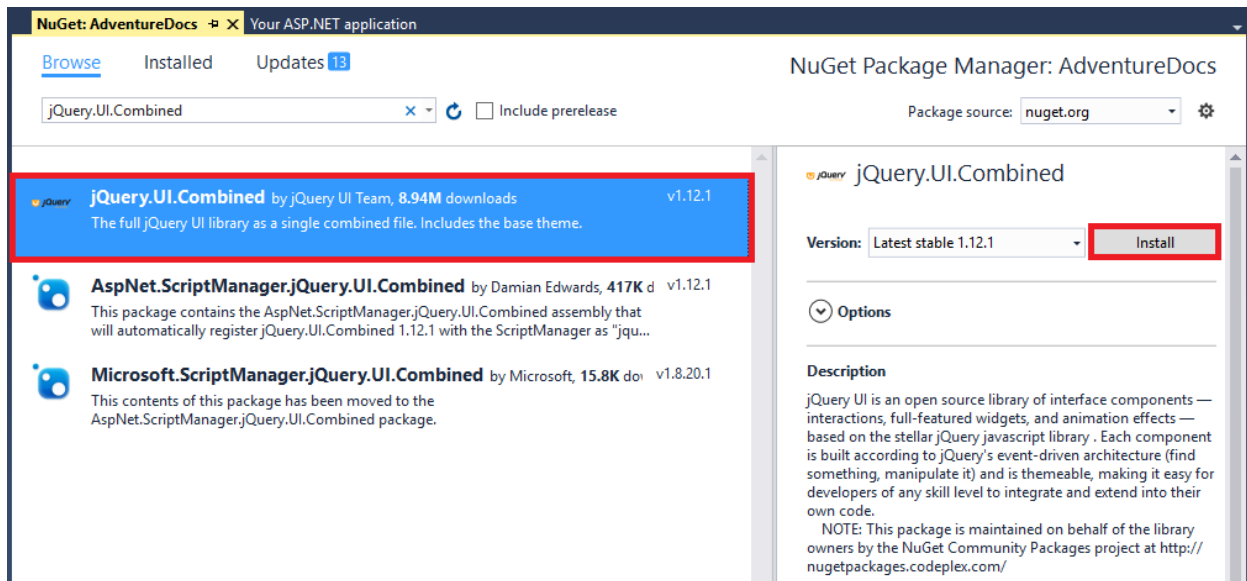 NuGet: AdventureDocs Your ASP.NET application
Browse Installed Updates 13
NuGet Package Manager: AdventureDocs
jQuery.UI.Combined Include prerelease
Package source: nuget.org
jQuery jQuery.UI.Combined by jQuery UI Team, 8.94M downloads v1.12.1
The full jQuery UI library as a single combined file. Includes the base theme.
AspNet.ScriptManager.jQuery.UI.Combined by Damian Edwards, 417K d v1.12.1
This package contains the AspNet.ScriptManager.jQuery.UI.Combined assembly that
will automatically register jQuery.UI.Combined 1.12.1 with the ScriptManager as "jqu...
Microsoft.ScriptManager.jQuery.UI.Combined by Microsoft, 15.8K do v1.8.20.1
This contents of this package has been moved to the
AspNet.ScriptManager.jQuery.UI.Combined package.
jQuery jQuery.UI.Combined
Version: Latest stable 1.12.1 Install
Options
Description
jQuery UI is an open source library of interface components —
interactions, full-featured widgets, and animation effects —
based on the stellar jQuery javascript library . Each component
is built according to jQuery's event-driven architecture (find
something, manipulate it) and is themeable, making it easy for
developers of any skill level to integrate and extend into their
own code.
NOTE: This package is maintained on behalf of the library
owners by the NuGet Community Packages project at http://
nugetpackages.codeplex.com/